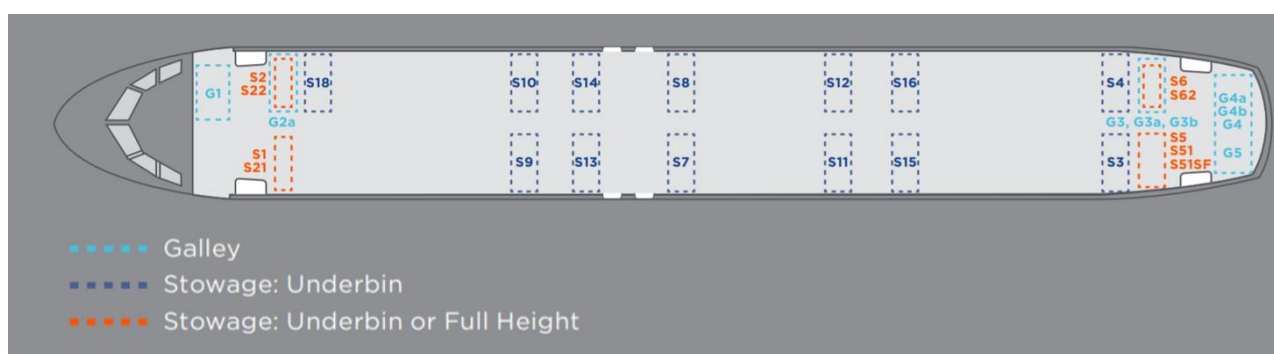 G1
S2
S22
G2a
S18
S10
S14
S8
S12
S16
S4
S6
S62
G3, G3a, G3b
G4a
G4b
G4
G5
S1
S21
S9
S13
S7
S11
S15
S3
S5
S51
S51SF
Galley
Stowage: Underbin
Stowage: Underbin or Full Height